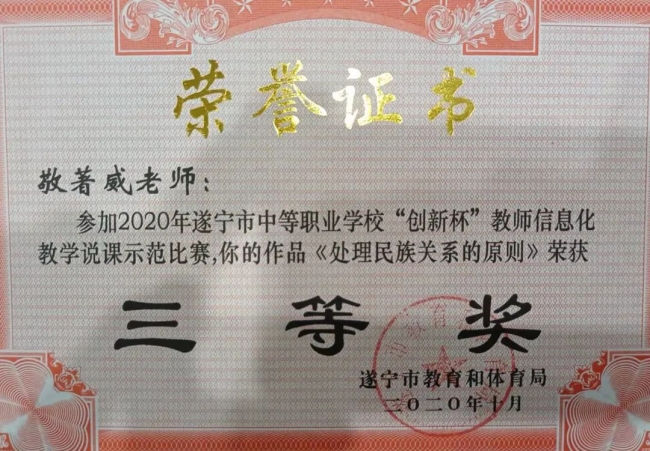 荣誉证书
敬著威老师：
参加2020年遂宁市中等职业学校“创新杯”教师信息化
教学说课示范比赛,你的作品《处理民族关系的原则》荣获
三等奖
遂宁市教育和体育局
二〇二〇年十月